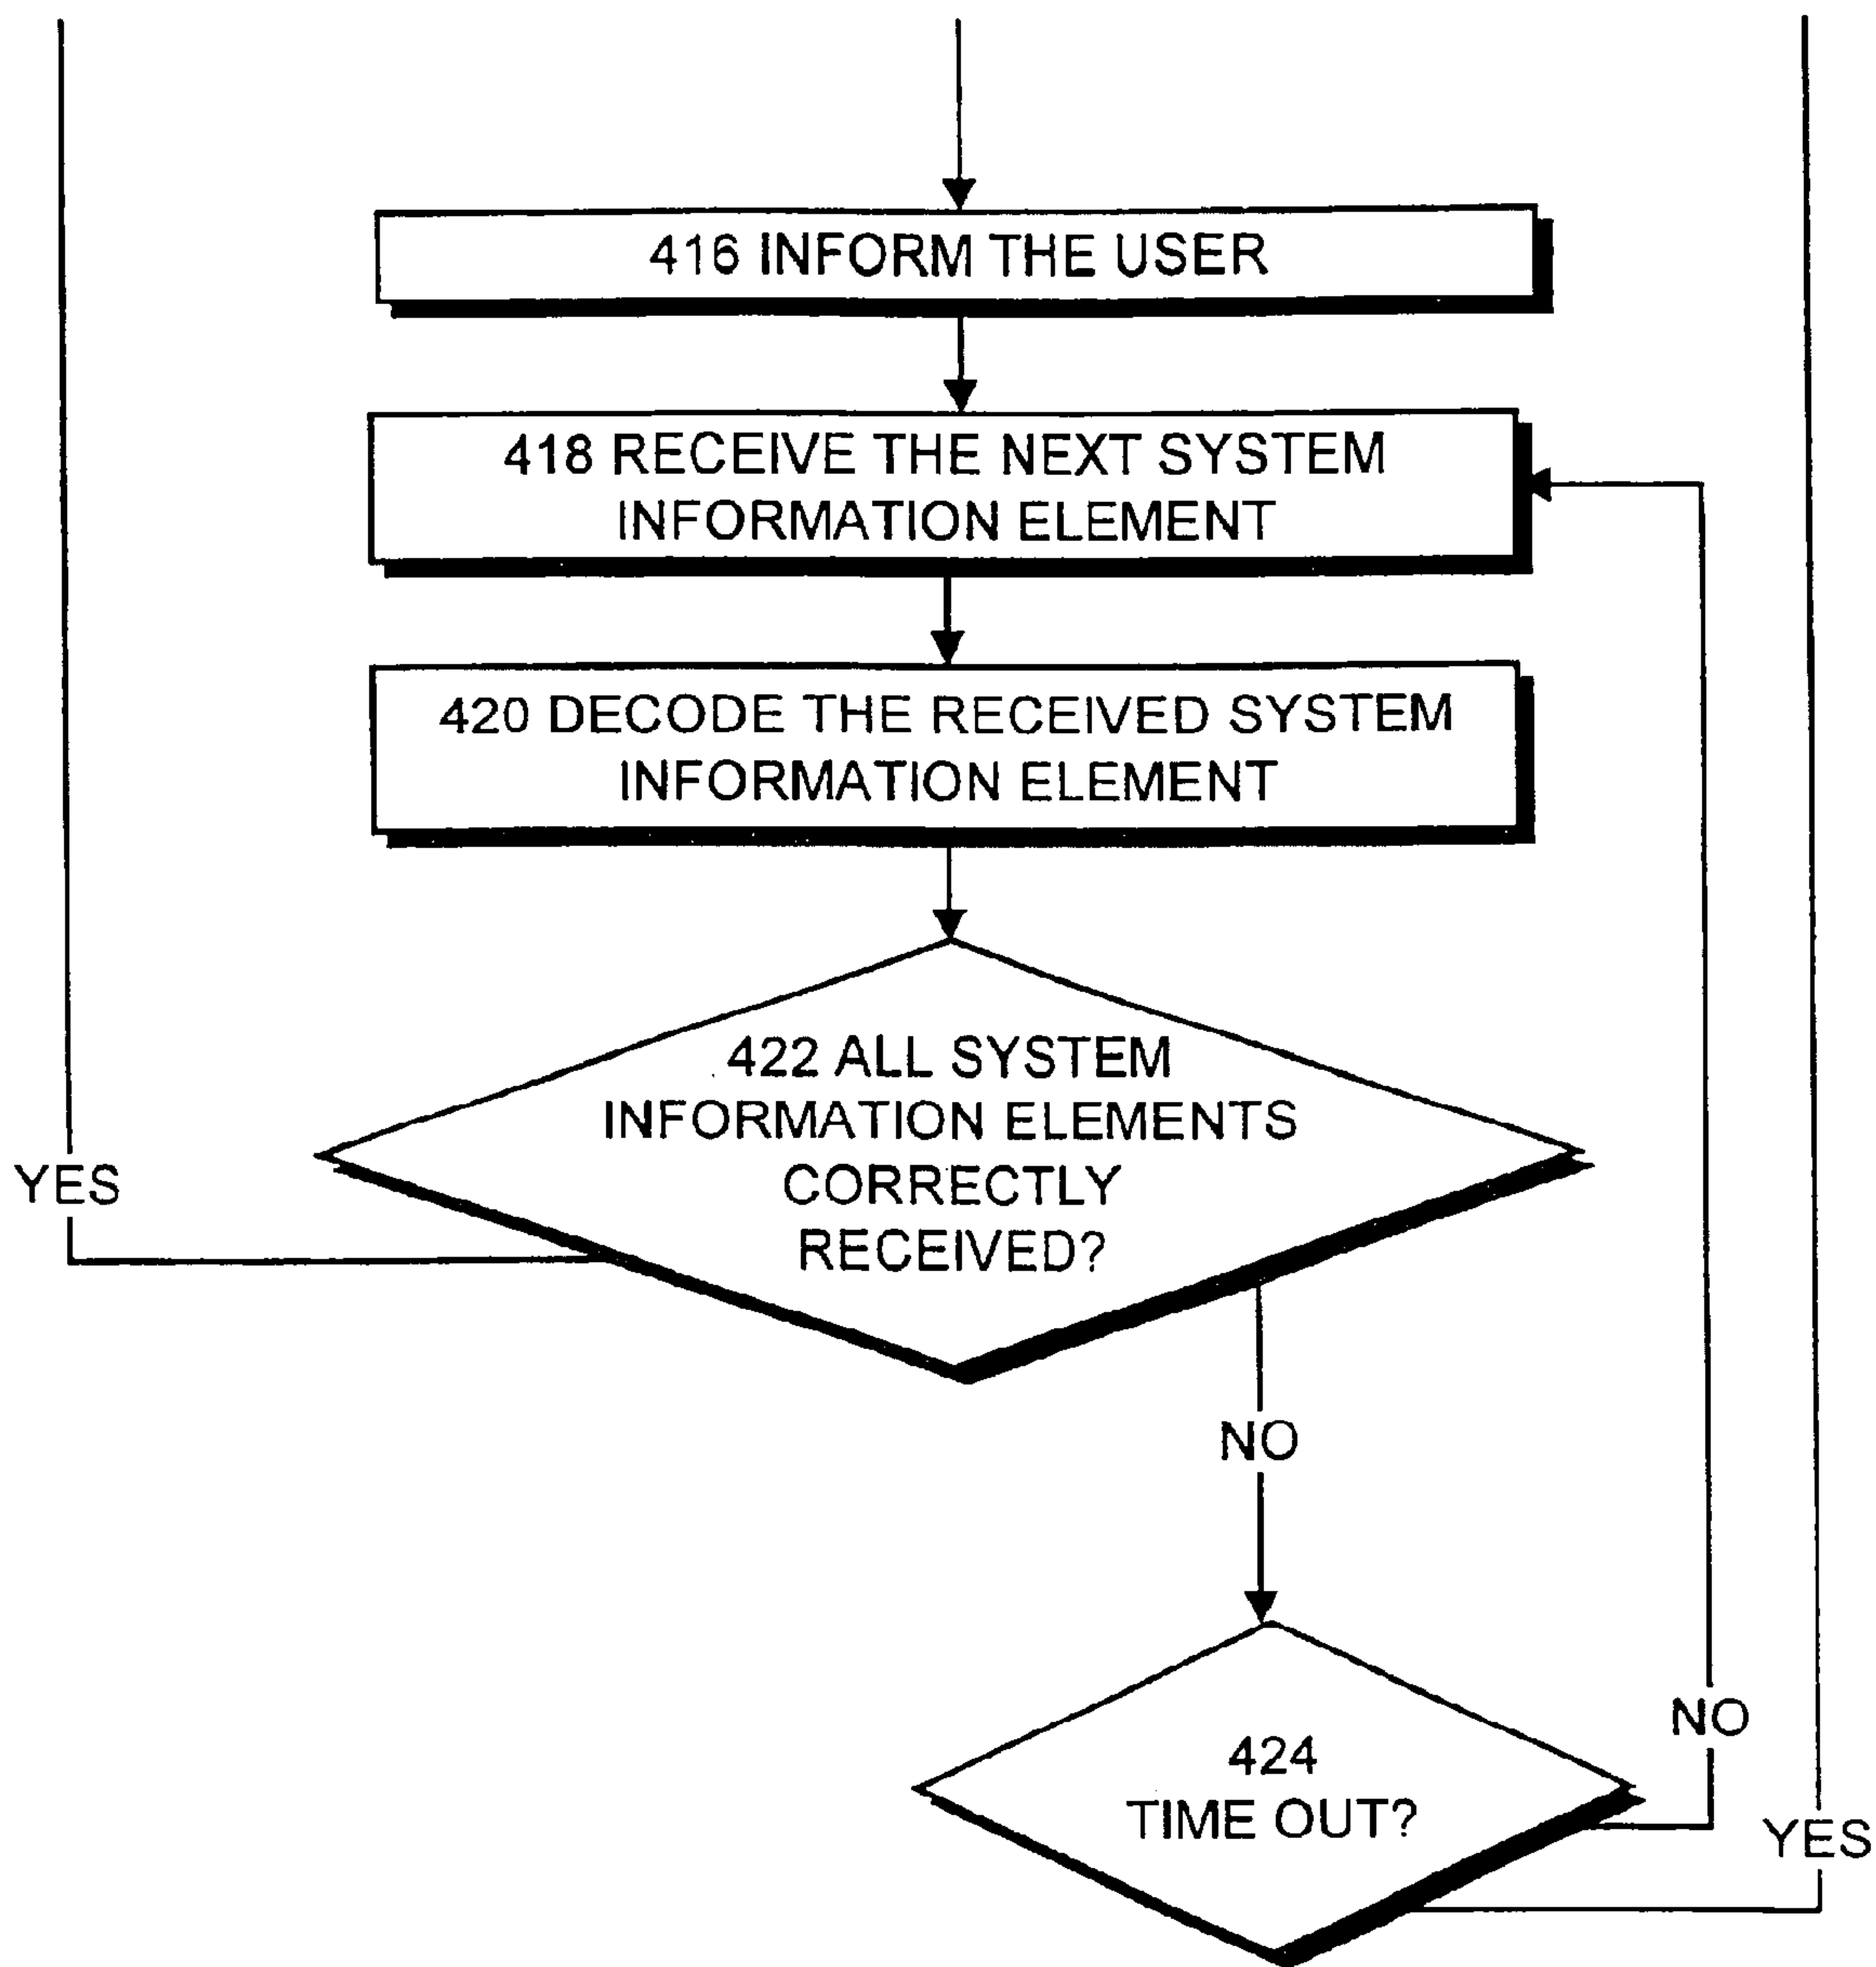 416 INFORM THE USER
418 RECEIVE THE NEXT SYSTEM
INFORMATION ELEMENT
420 DECODE THE RECEIVED SYSTEM
INFORMATION ELEMENT
422 ALL SYSTEM
INFORMATION ELEMENTS
CORRECTLY
RECEIVED?
YES
NO
424
TIME OUT?
NO
YES